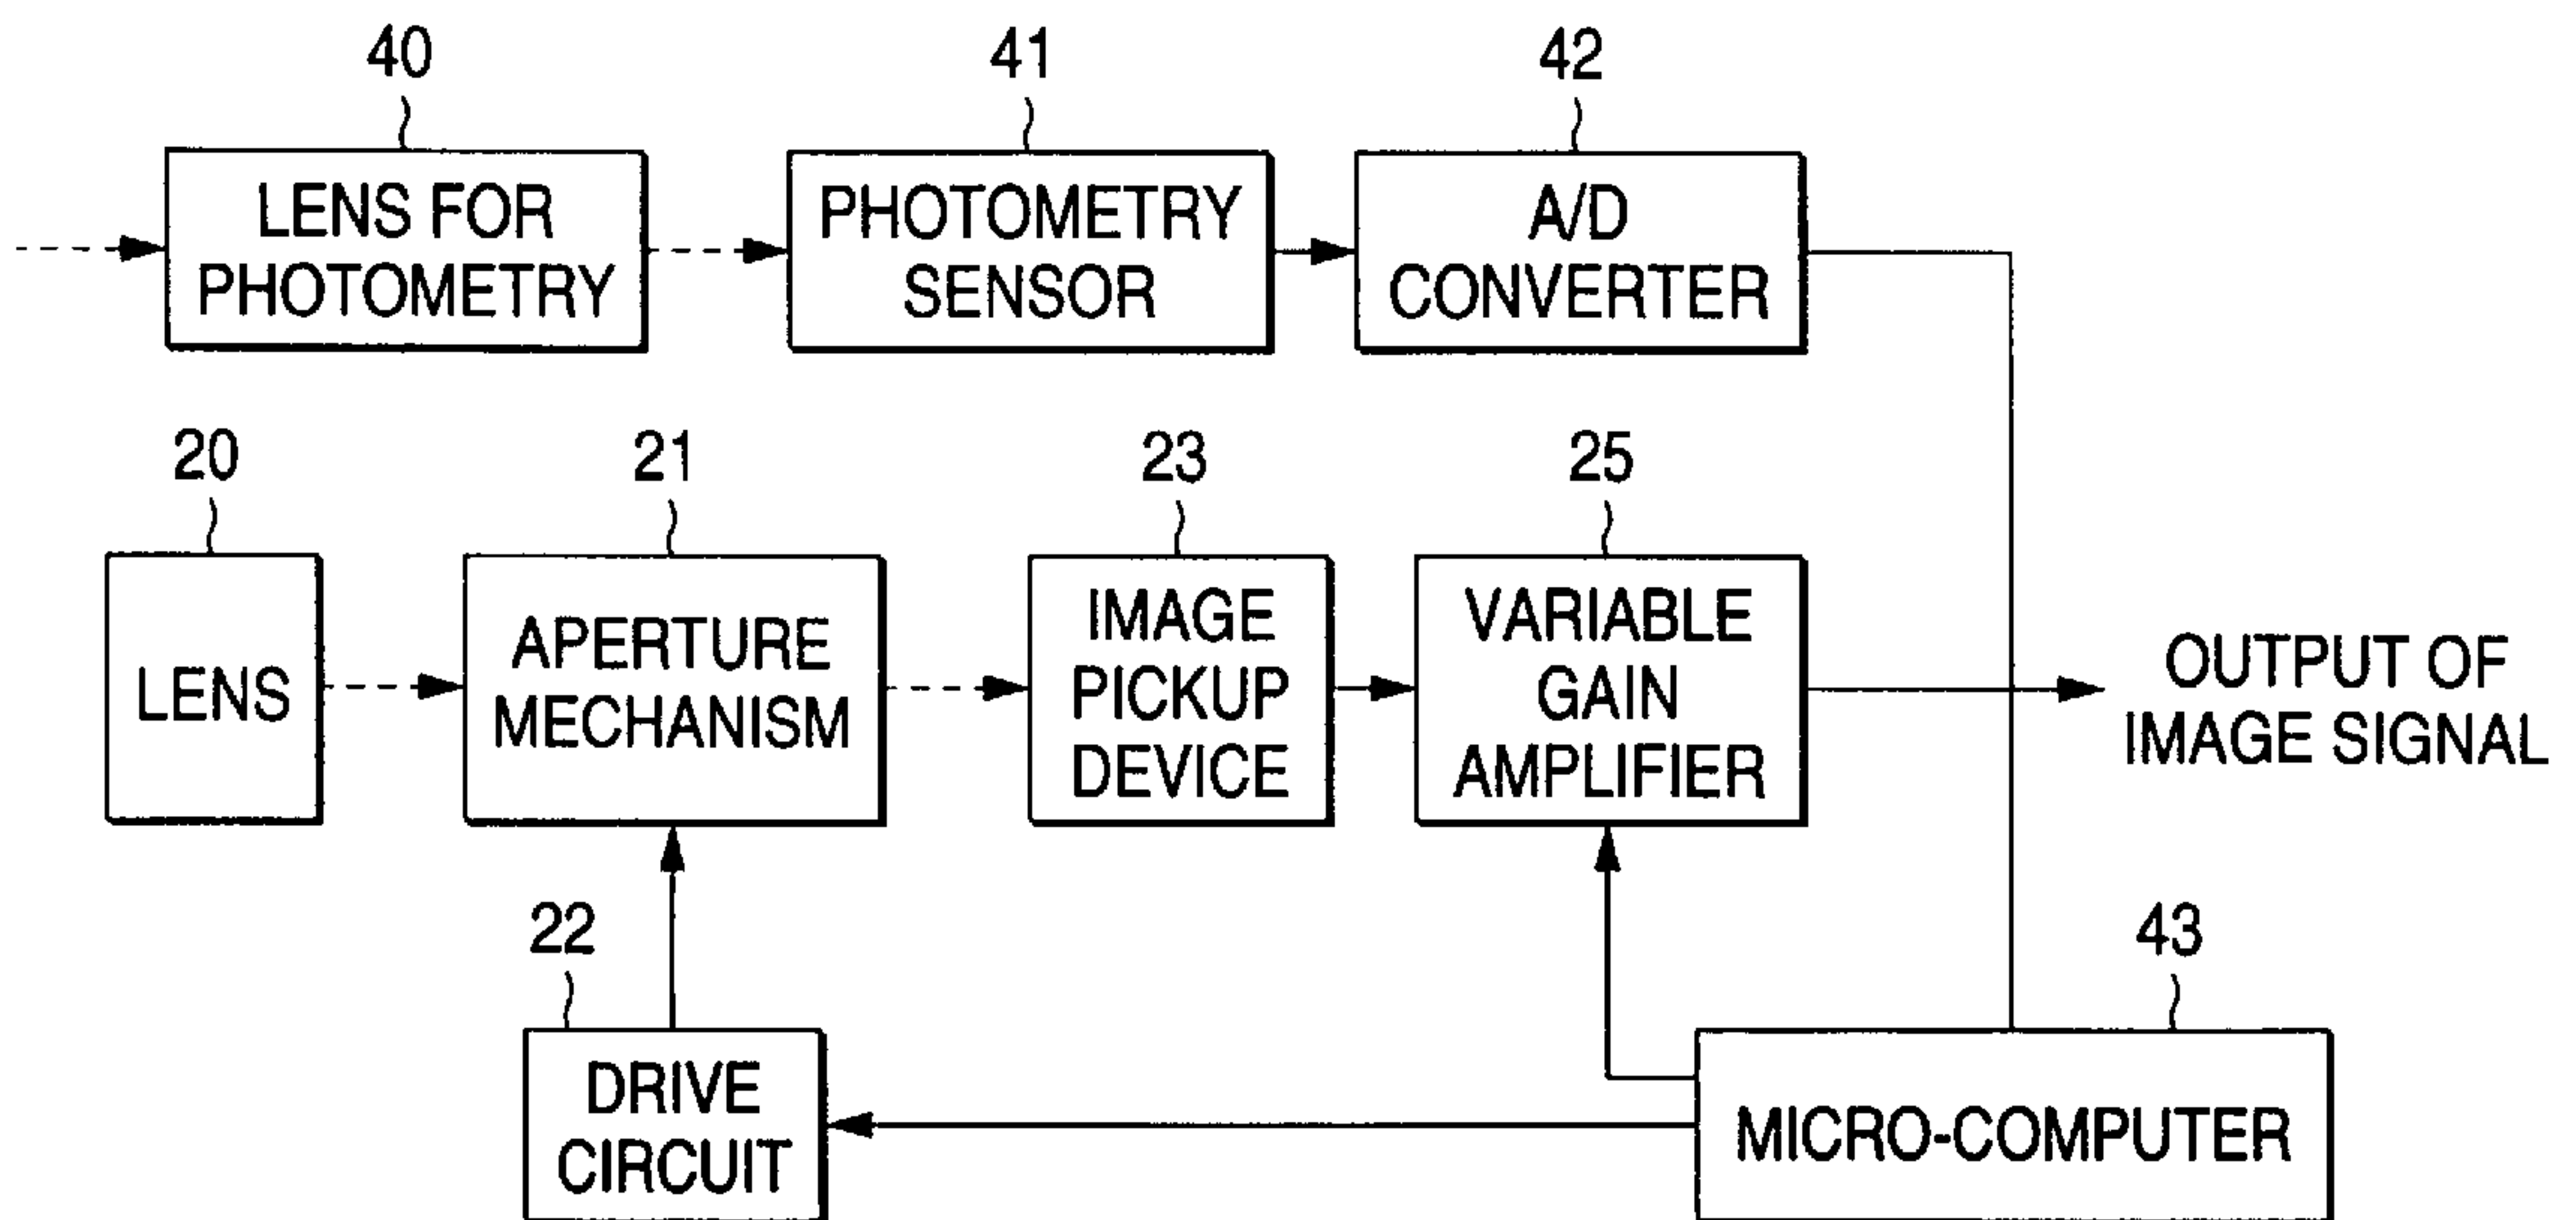 40
41
42
LENS FOR
PHOTOMETRY
PHOTOMETRY
SENSOR
A/D
CONVERTER
20
21
23
25
LENS
APERTURE
MECHANISM
IMAGE
PICKUP
DEVICE
VARIABLE
GAIN
AMPLIFIER
OUTPUT OF
IMAGE SIGNAL
22
43
DRIVE
CIRCUIT
MICRO-COMPUTER